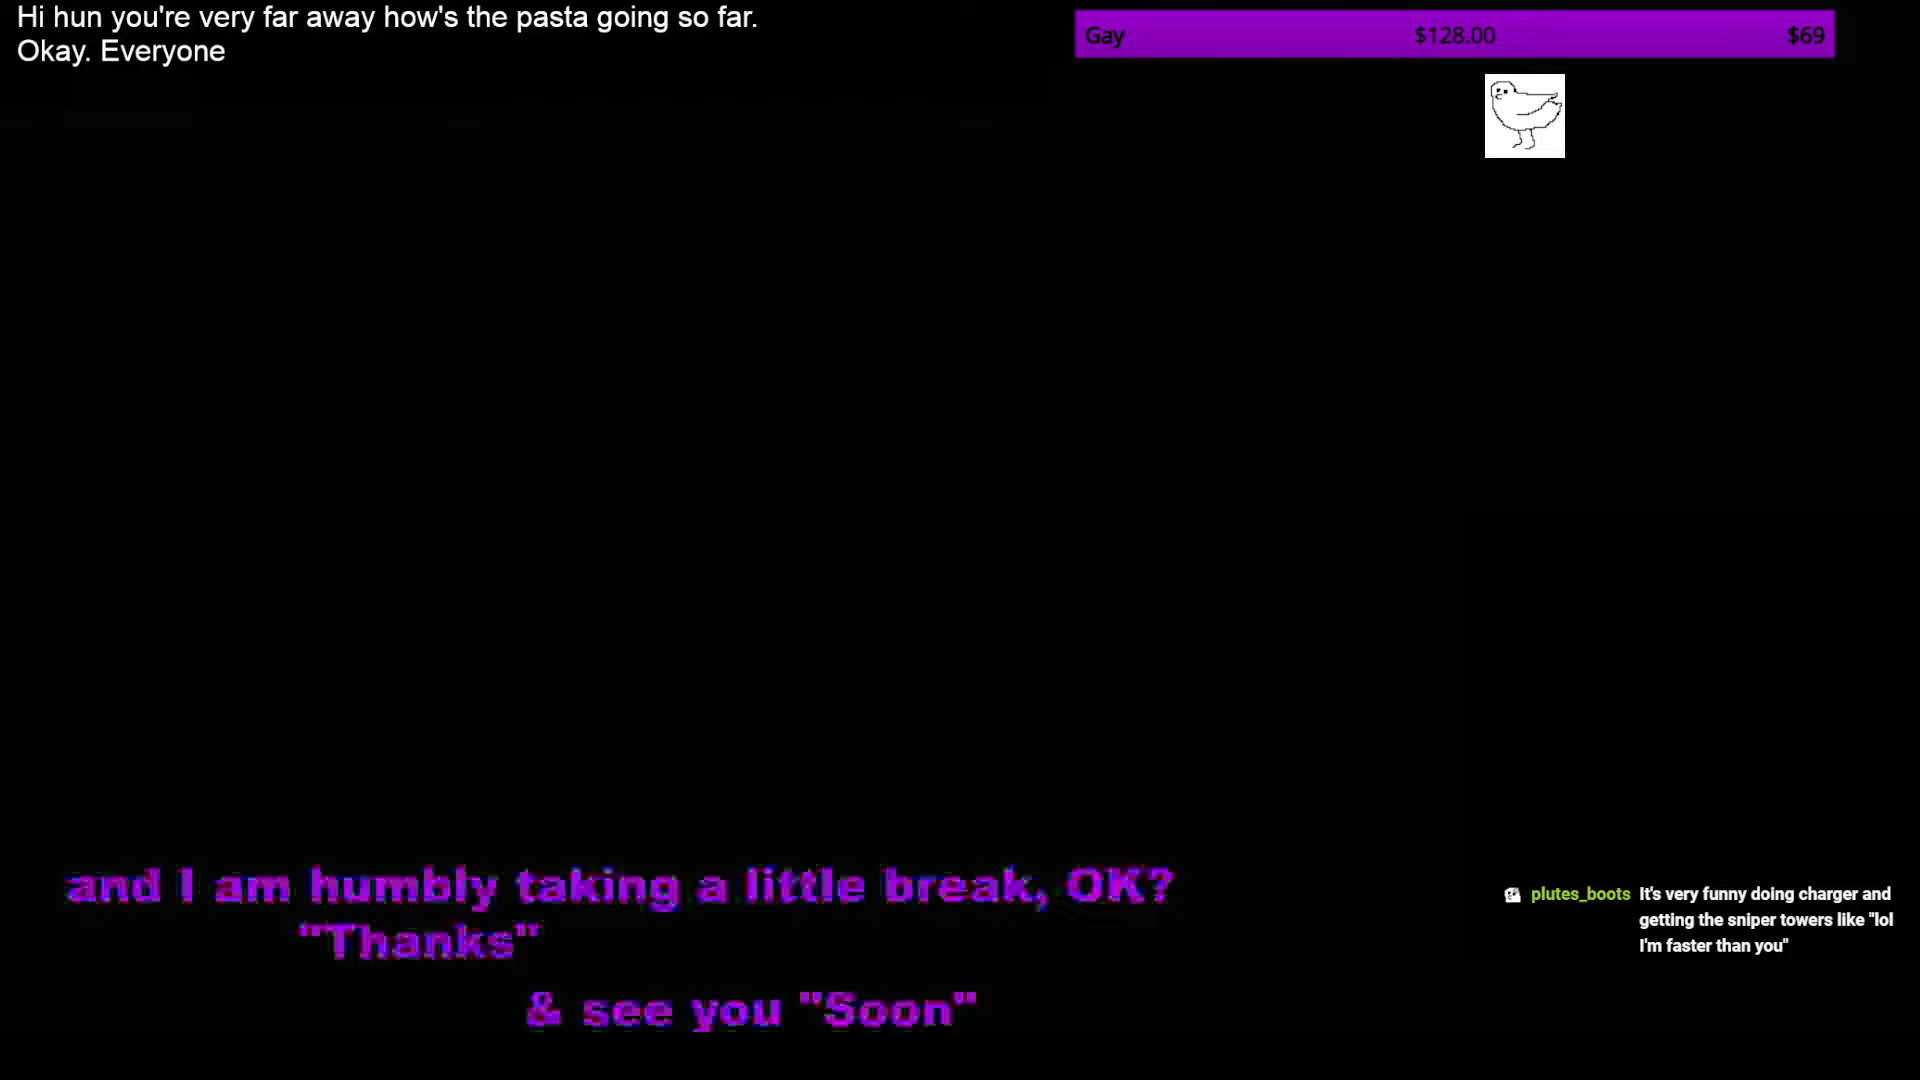 Hi hun you're very far away how's the pasta going so far.
Okay. Everyone
Gay $128.00 $69
and I am humbly taking a little break, OK?
"Thanks"
& see you "Soon"
plutes_boots It's very funny doing charger and
getting the sniper towers like "lol
I'm faster than you"